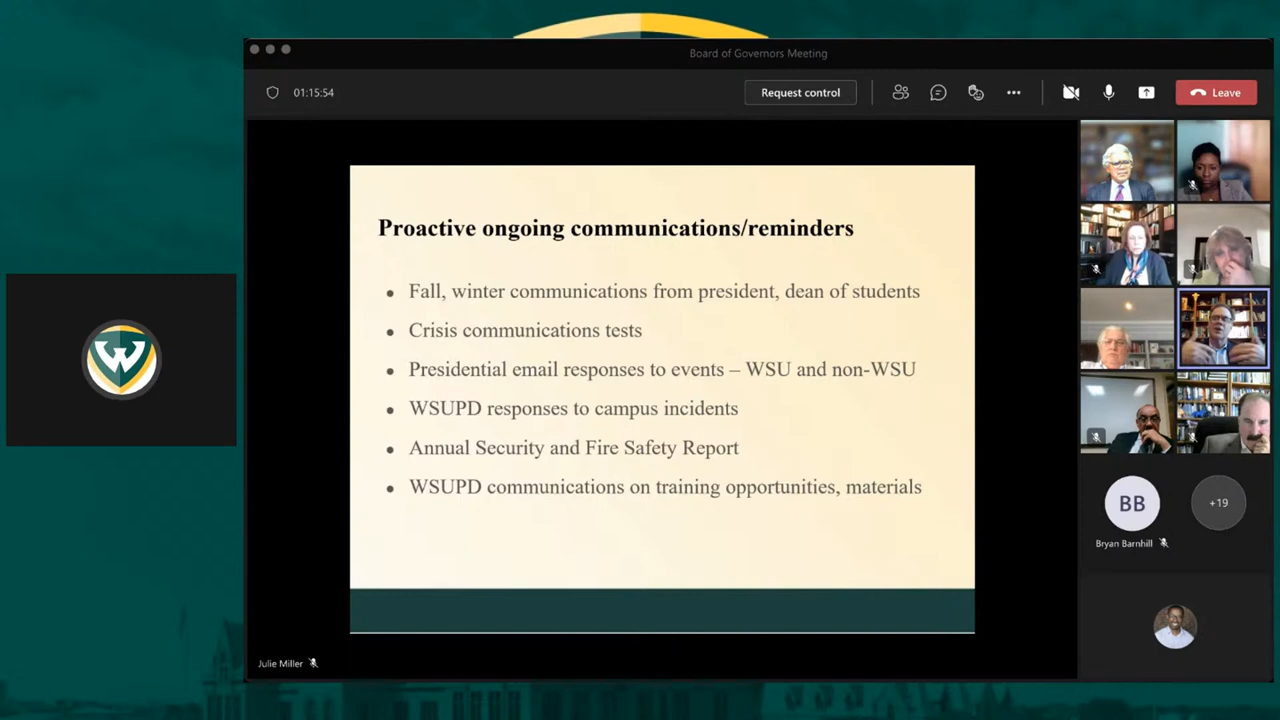 Board of Governors Meeting
01:15:54
Request control
Leave
Proactive ongoing communications/reminders
Fall, winter communications from president, dean of students
Crisis communications tests
Presidential email responses to events – WSU and non-WSU
WSUPD responses to campus incidents
Annual Security and Fire Safety Report
WSUPD communications on training opportunities, materials
W
BB
+19
Bryan Barnhill
Julie Miller